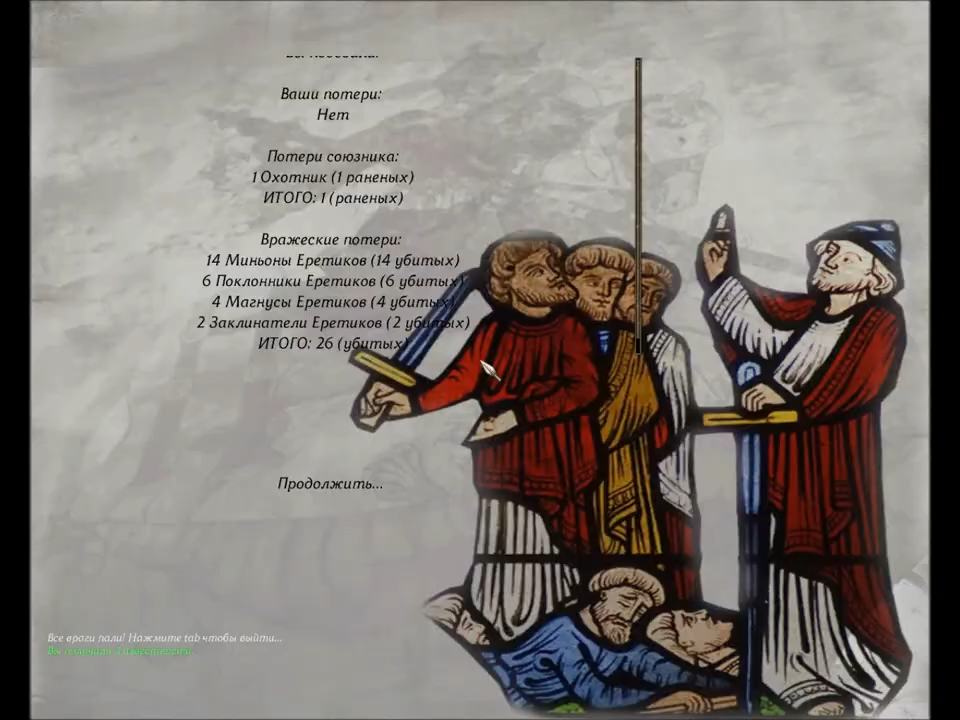 Ваши потери:
Нет
Потери союзника:
1 Охотник (1 раненых)
ИТОГО: 1 (раненых)
Вражеские потери:
14 Миньоны Еретиков (14 убитых)
6 Поклонники Еретиков (6 убитых)
4 Магнусы Еретиков (4 убитых)
2 Заклинатели Еретиков (2 убитых)
ИТОГО: 26 (убитых)
Продолжить...
Все враги пали! Нажмите tab чтобы выйти...
Вы